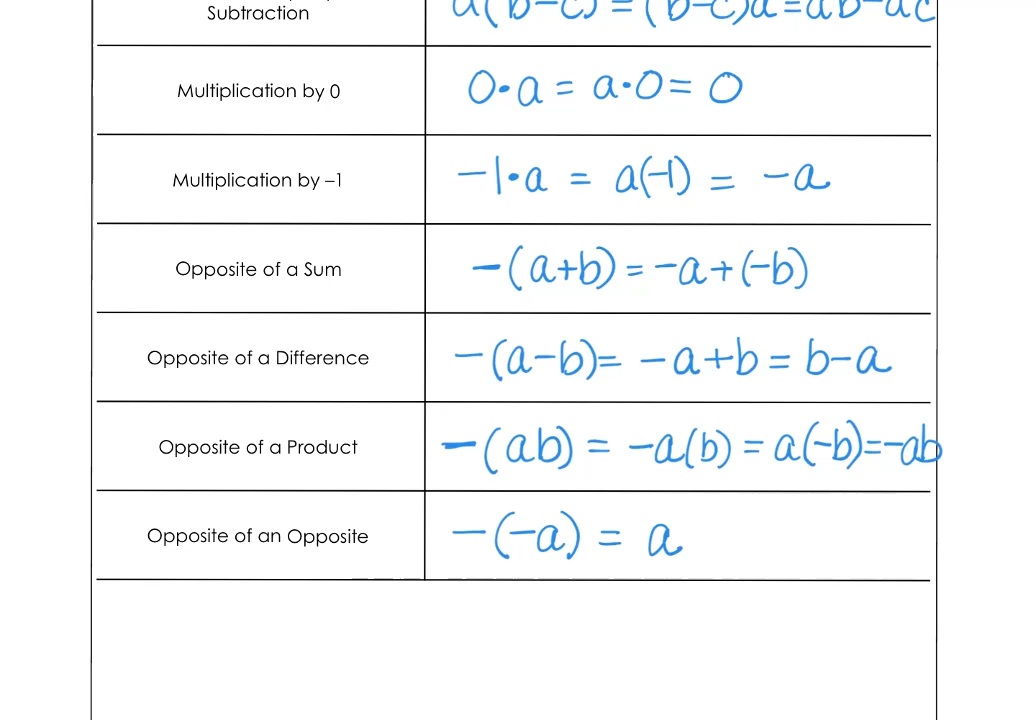 Subtraction a(b-c)=(b-c)a=ab-ac
Multiplication by 0 0•a = a•0 = 0
Multiplication by –1 -1•a = a(-1) = -a
Opposite of a Sum -(a+b) = -a+(-b)
Opposite of a Difference -(a-b)= -a+b = b-a
Opposite of a Product -(ab) = -a(b) = a(-b)=-ab
Opposite of an Opposite -(-a) = a